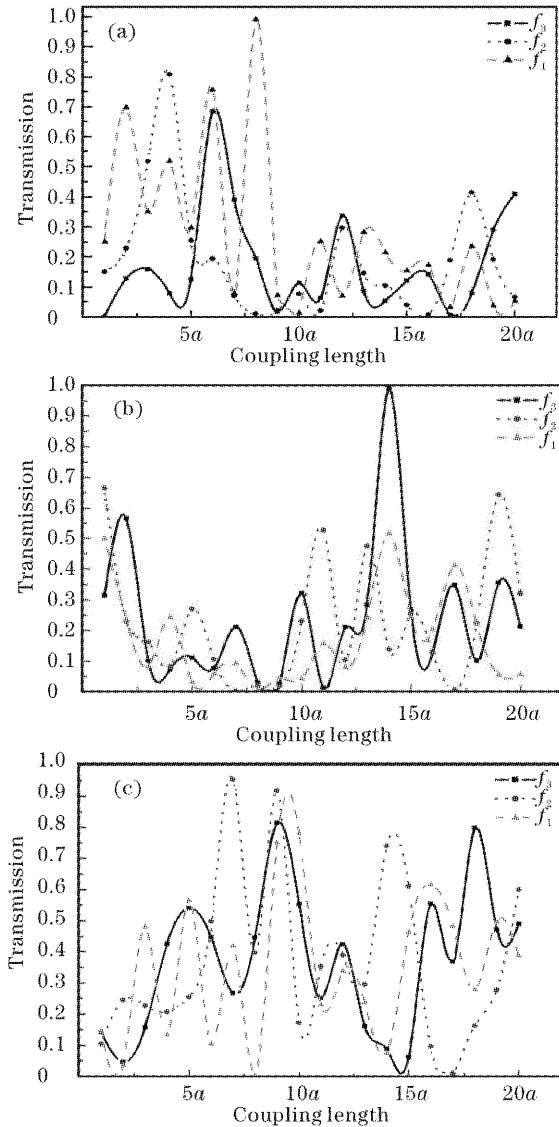 (a)
f₃
f₂
f₁
Transmission
1.0
0.9
0.8
0.7
0.6
0.5
0.4
0.3
0.2
0.1
0
5a
10a
15a
20a
Coupling length
(b)
f₃
f₂
f₁
Transmission
1.0
0.9
0.8
0.7
0.6
0.5
0.4
0.3
0.2
0.1
0
5a
10a
15a
20a
Coupling length
(c)
f₃
f₂
f₁
Transmission
1.0
0.9
0.8
0.7
0.6
0.5
0.4
0.3
0.2
0.1
0
5a
10a
15a
20a
Coupling length